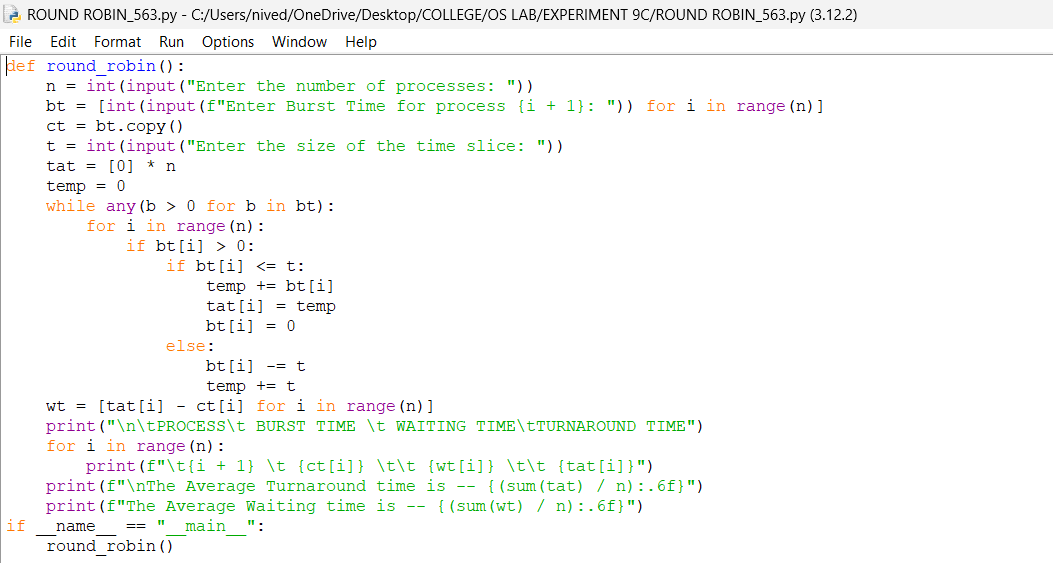 ROUND ROBIN_563.py - C:/Users/nived/OneDrive/Desktop/COLLEGE/OS LAB/EXPERIMENT 9C/ROUND ROBIN_563.py (3.12.2)
File Edit Format Run Options Window Help
def round_robin():
    n = int(input("Enter the number of processes: "))
    bt = [int(input(f"Enter Burst Time for process {i + 1}: ")) for i in range(n)]
    ct = bt.copy()
    t = int(input("Enter the size of the time slice: "))
    tat = [0] * n
    temp = 0
    while any(b > 0 for b in bt):
        for i in range(n):
            if bt[i] > 0:
                if bt[i] <= t:
                    temp += bt[i]
                    tat[i] = temp
                    bt[i] = 0
                else:
                    bt[i] -= t
                    temp += t
    wt = [tat[i] - ct[i] for i in range(n)]
    print("\n\tPROCESS\t BURST TIME \t WAITING TIME\tTURNAROUND TIME")
    for i in range(n):
        print(f"\t{i + 1} \t {ct[i]} \t\t {wt[i]} \t\t {tat[i]}")
    print(f"\nThe Average Turnaround time is -- {(sum(tat) / n):.6f}")
    print(f"The Average Waiting time is -- {(sum(wt) / n):.6f}")
if __name__ == "__main__":
    round_robin()